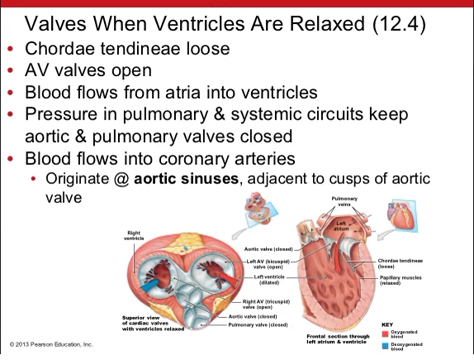 Valves When Ventricles Are Relaxed (12.4)
• Chordae tendineae loose
• AV valves open
• Blood flows from atria into ventricles
• Pressure in pulmonary & systemic circuits keep
aortic & pulmonary valves closed
• Blood flows into coronary arteries
• Originate @ aortic sinuses, adjacent to cusps of aortic
valve
Right
ventricle
Superior view
of cardiac valves
with ventricles relaxed
Aortic valve (closed)
Left AV (bicuspid)
valve (open)
Left ventricle
(dilated)
Right AV (tricuspid)
valve (open)
Aortic valve (closed)
Pulmonary valve (closed)
Pulmonary
veins
Left
atrium
Chordae tendineae
(loose)
Papillary muscles
(relaxed)
Frontal section through
left atrium & ventricle
KEY
Oxygenated
blood
Deoxygenated
blood
© 2013 Pearson Education, Inc.